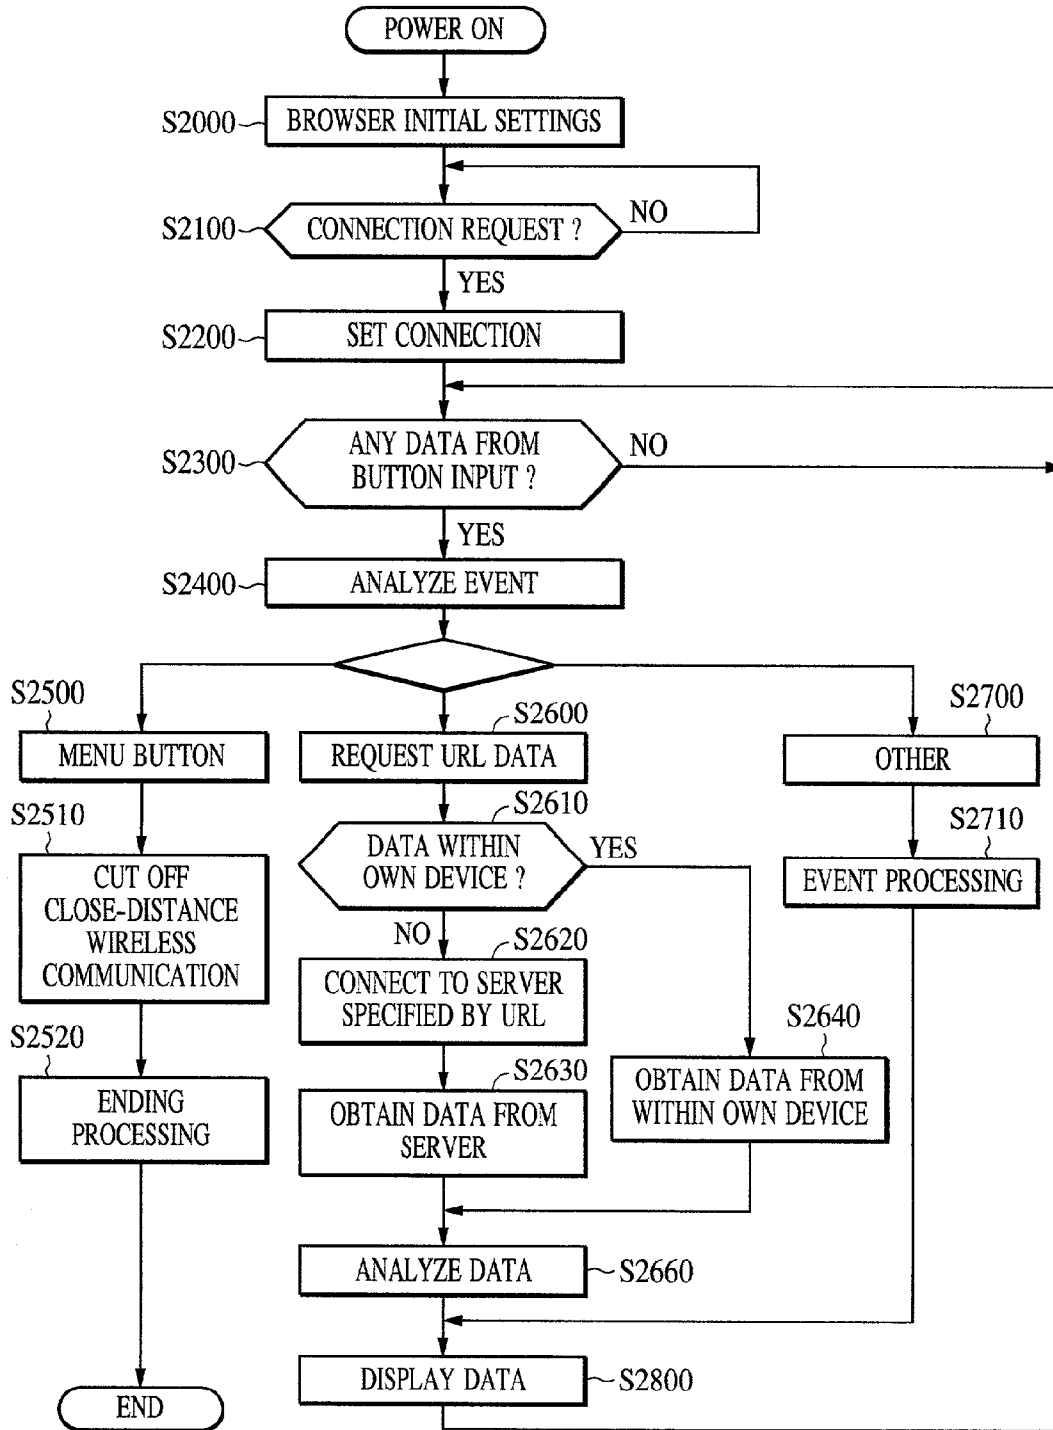 POWER ON
S2000
BROWSER INITIAL SETTINGS
S2100
CONNECTION REQUEST ?
NO
YES
S2200
SET CONNECTION
S2300
ANY DATA FROM
BUTTON INPUT ?
NO
YES
S2400
ANALYZE EVENT
S2500
MENU BUTTON
S2600
REQUEST URL DATA
S2700
OTHER
S2510
CUT OFF
CLOSE-DISTANCE
WIRELESS
COMMUNICATION
S2610
DATA WITHIN
OWN DEVICE ?
YES
NO
S2710
EVENT PROCESSING
S2620
CONNECT TO SERVER
SPECIFIED BY URL
S2520
ENDING
PROCESSING
S2630
OBTAIN DATA FROM
SERVER
S2640
OBTAIN DATA FROM
WITHIN OWN DEVICE
ANALYZE DATA
S2660
DISPLAY DATA
S2800
END